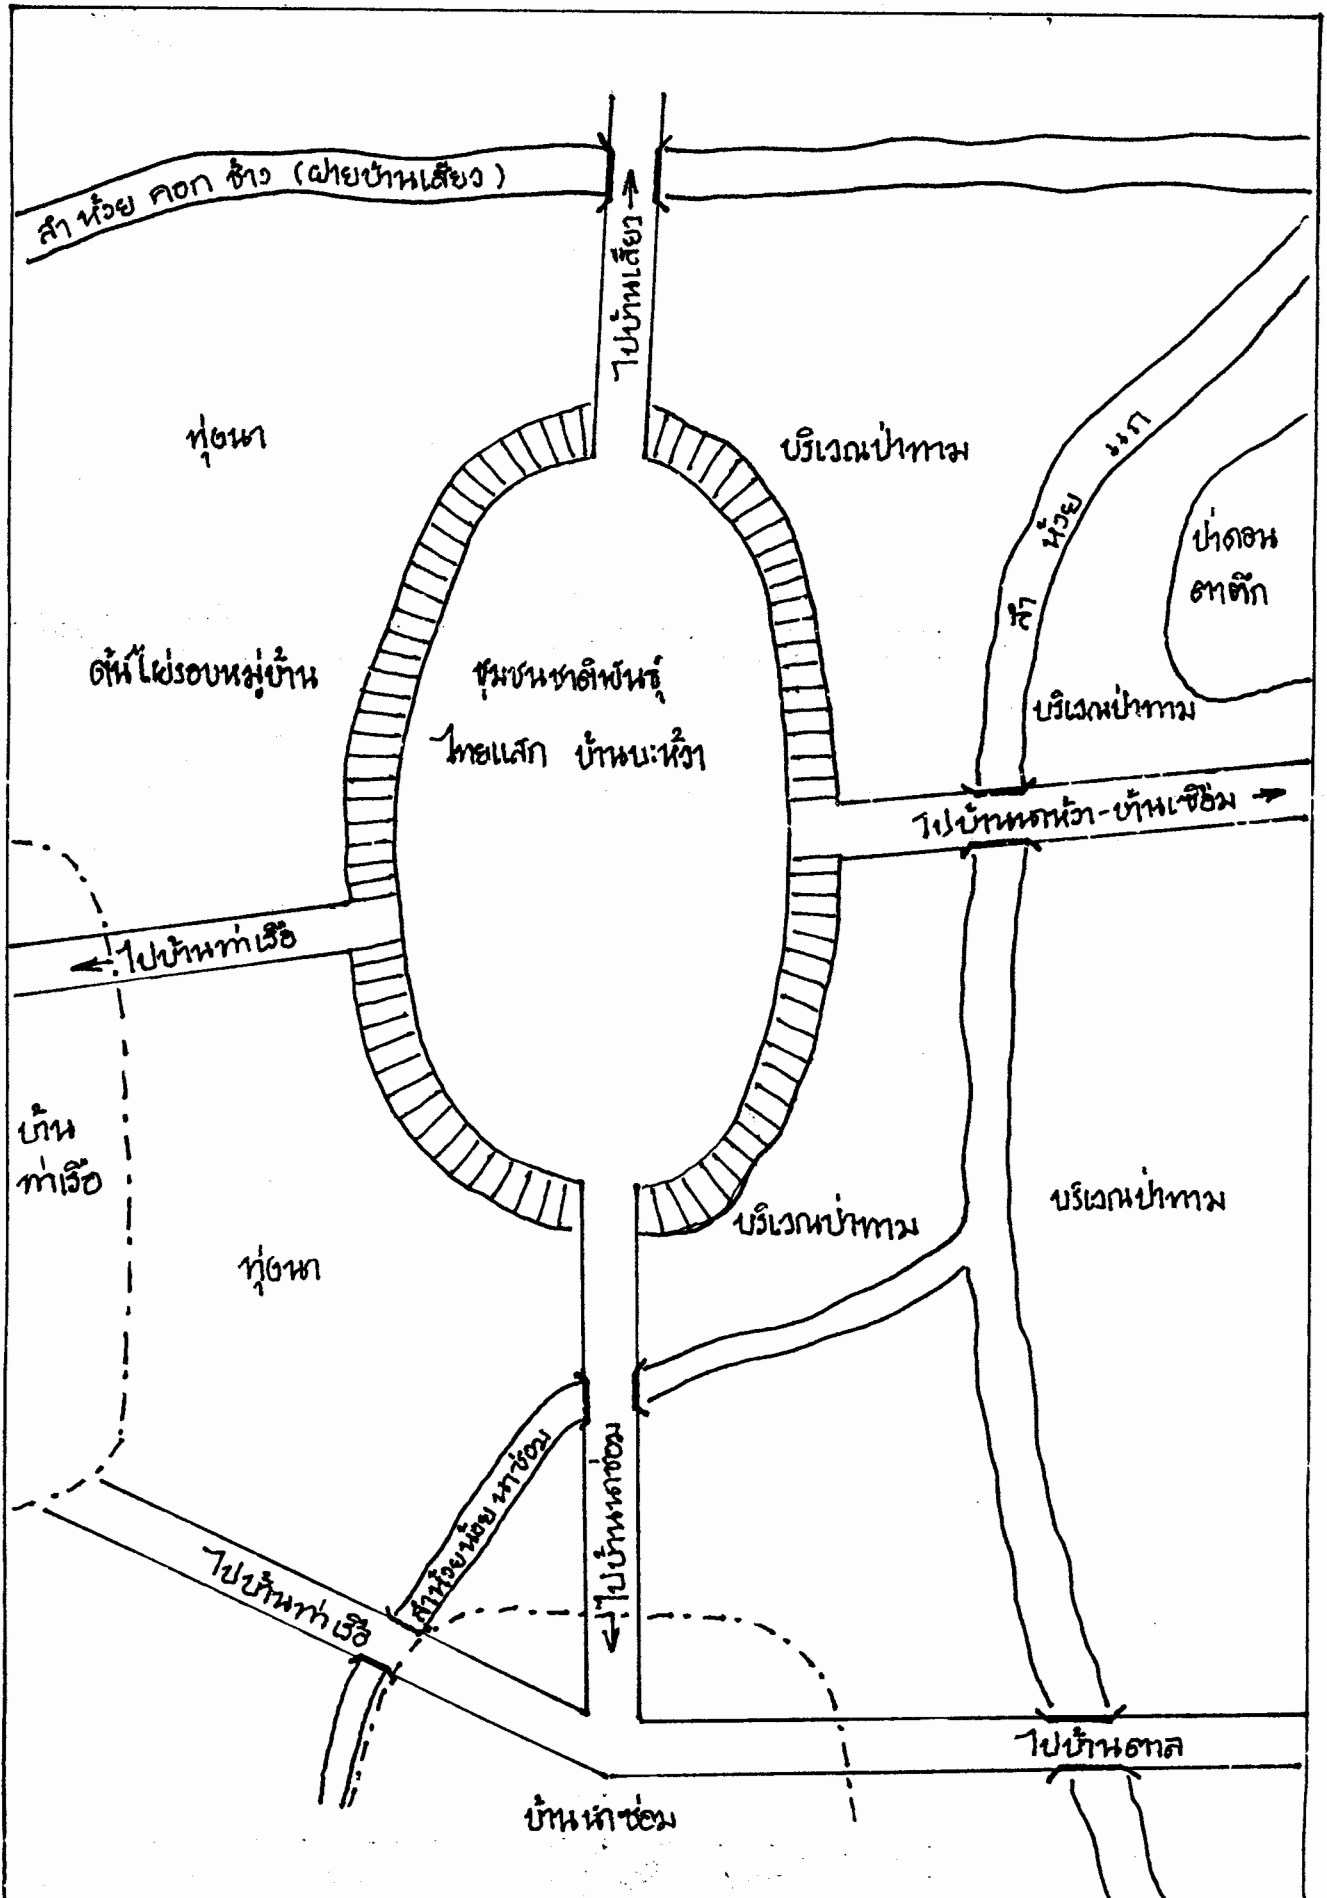 ลำห้วย คอก ช้าง (ฝายบ้านเสียว)
ไปบ้านเสียว
ทุ่งนา
บริเวณป่าทาม
ลำ ห้วย แก
ป่าดอน
ตาตึก
ต้นไผ่รอบหมู่บ้าน
ชุมชนชาติพันธุ์
ไทยแสก บ้านบะหว้า
บริเวณป่าทาม
ไปบ้านนาหว้า-บ้านเซือม
ไปบ้านท่าเรือ
บ้าน
ท่าเรือ
บริเวณป่าทาม
บริเวณป่าทาม
ทุ่งนา
ลำห้วยน้อย นาซ่อม
ไปบ้านนาซ่อม
ไปบ้านท่าเรือ
ไปบ้านตาล
บ้านนาซ่อม